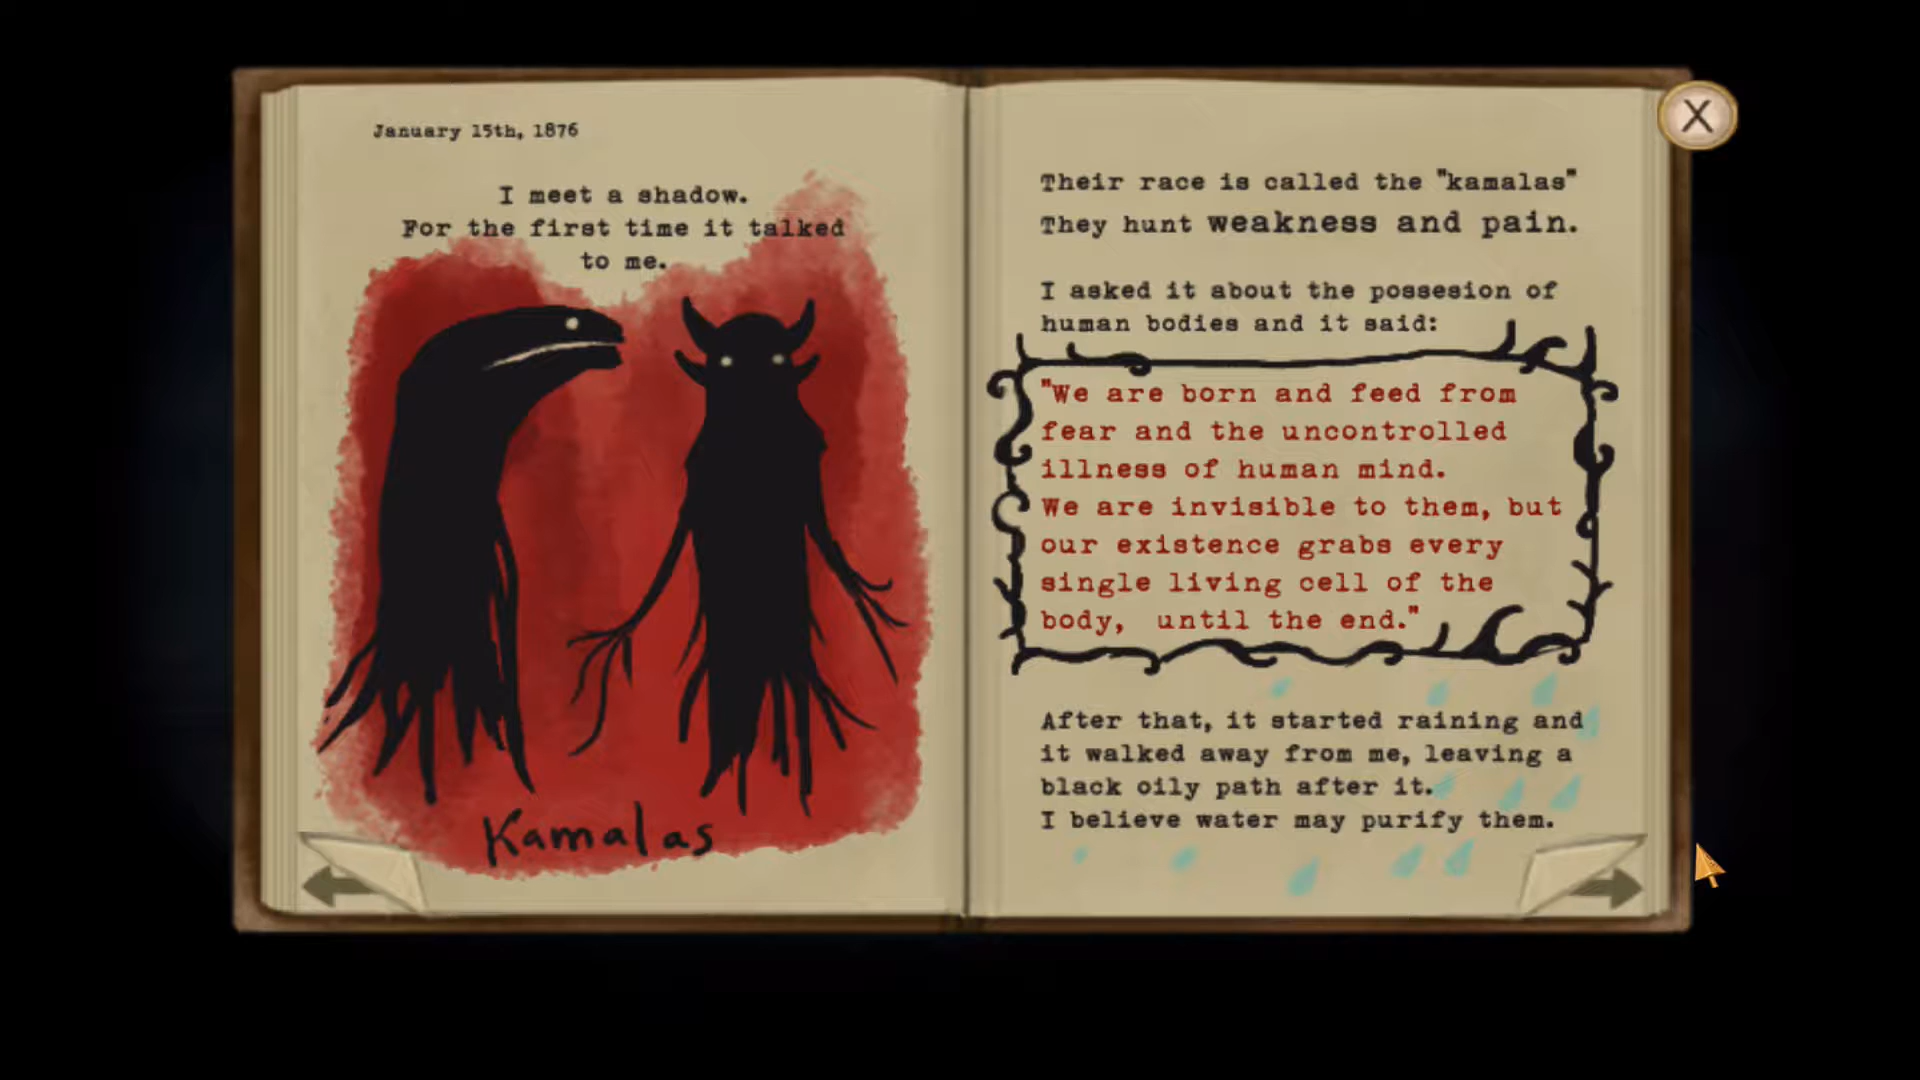 January 15th, 1876
I meet a shadow.
For the first time it talked
to me.
Kamalas
Their race is called the "kamalas"
They hunt weakness and pain.
I asked it about the possesion of
human bodies and it said:
"We are born and feed from
fear and the uncontrolled
illness of human mind.
We are invisible to them, but
our existence grabs every
single living cell of the
body, until the end."
After that, it started raining and
it walked away from me, leaving a
black oily path after it.
I believe water may purify them.
X